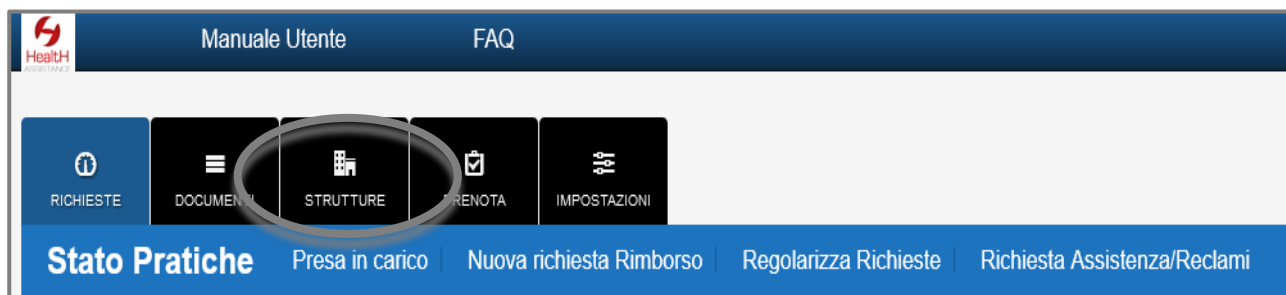 Manuale Utente FAQ
HealtH
ASSISTANCE
RICHIESTE DOCUMENTI STRUTTURE PRENOTA IMPOSTAZIONI
Stato Pratiche Presa in carico Nuova richiesta Rimborso Regolarizza Richieste Richiesta Assistenza/Reclami